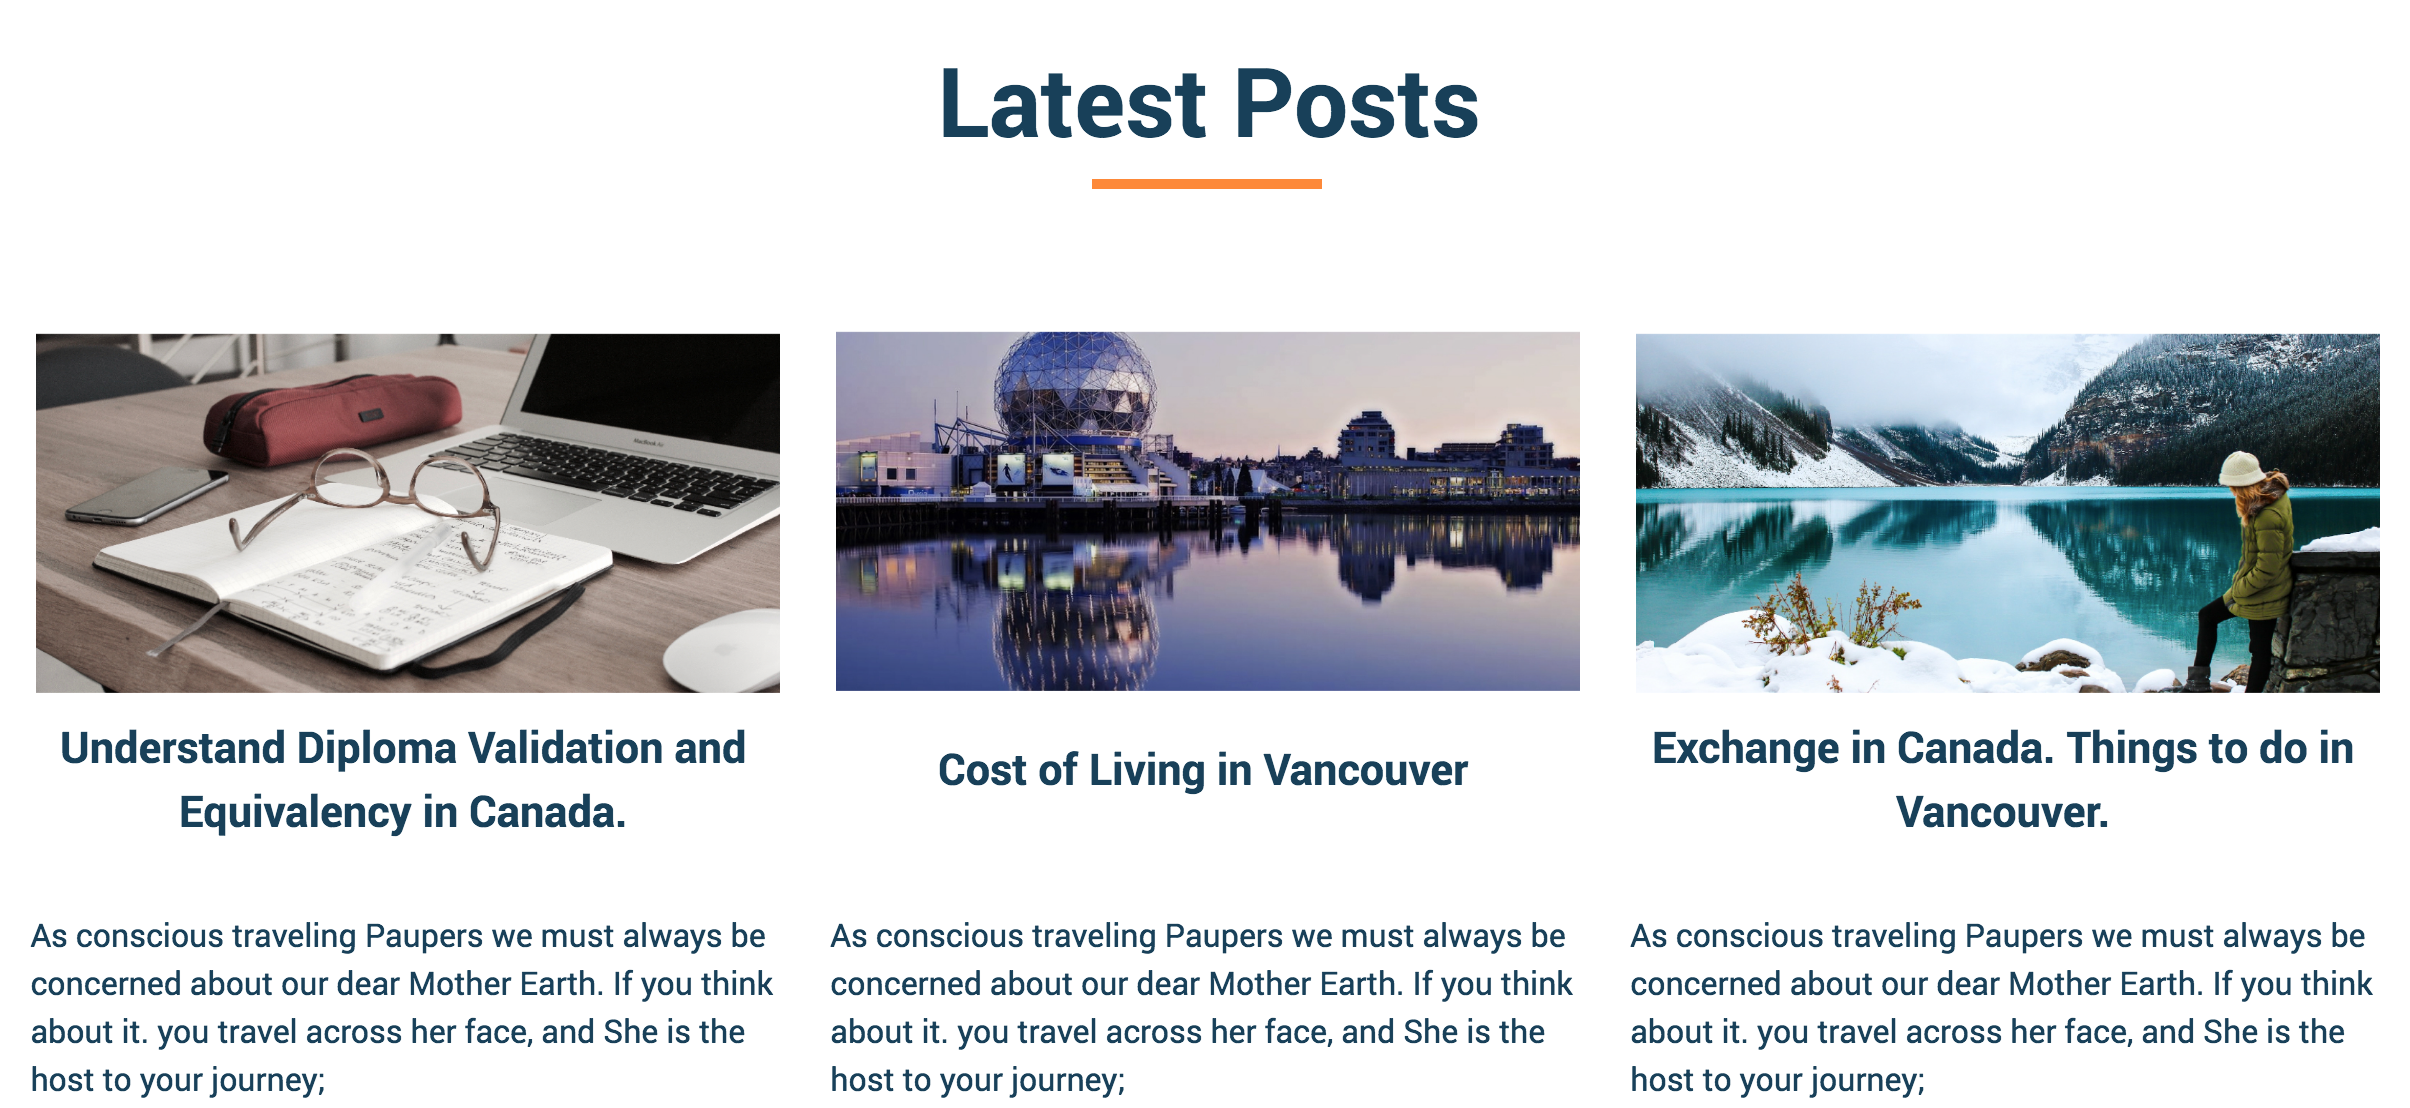 Latest Posts
Understand Diploma Validation and
Equivalency in Canada.
As conscious traveling Paupers we must always be
concerned about our dear Mother Earth. If you think
about it. you travel across her face, and She is the
host to your journey;
Cost of Living in Vancouver
As conscious traveling Paupers we must always be
concerned about our dear Mother Earth. If you think
about it. you travel across her face, and She is the
host to your journey;
Exchange in Canada. Things to do in
Vancouver.
As conscious traveling Paupers we must always be
concerned about our dear Mother Earth. If you think
about it. you travel across her face, and She is the
host to your journey;